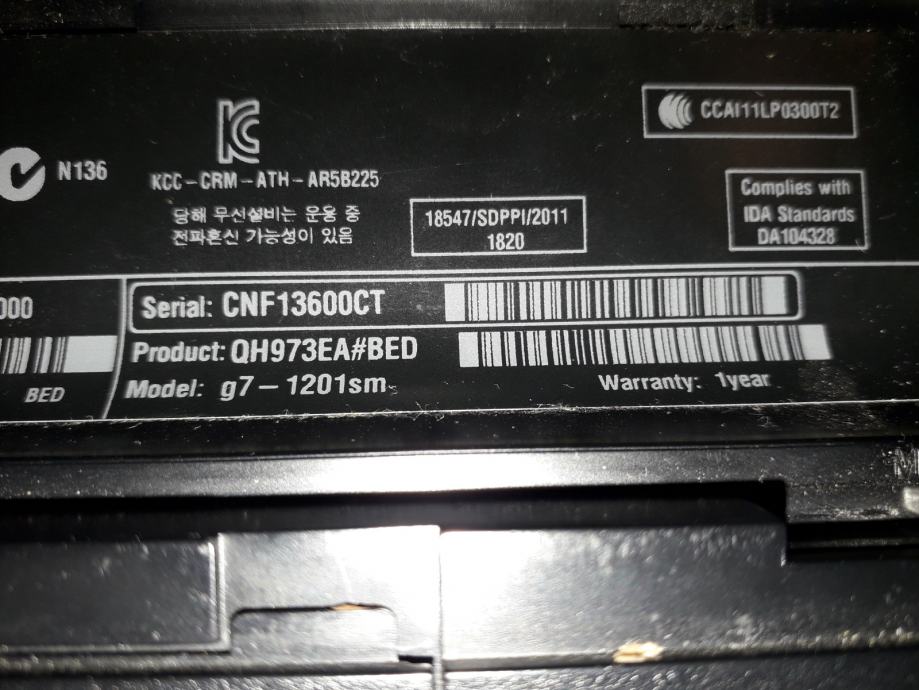 CCAI11LP0300T2
N136
KCC-CRM-ATH-AR5B225
당해 무선설비는 운용 중
전파혼신 가능성이 있음
18547/SDPPI/2011
1820
Complies with
IDA Standards
DA104328
000
Serial: CNF13600CT
Product: QH973EA#BED
BED
Model: g7-1201sm
Warranty: 1year